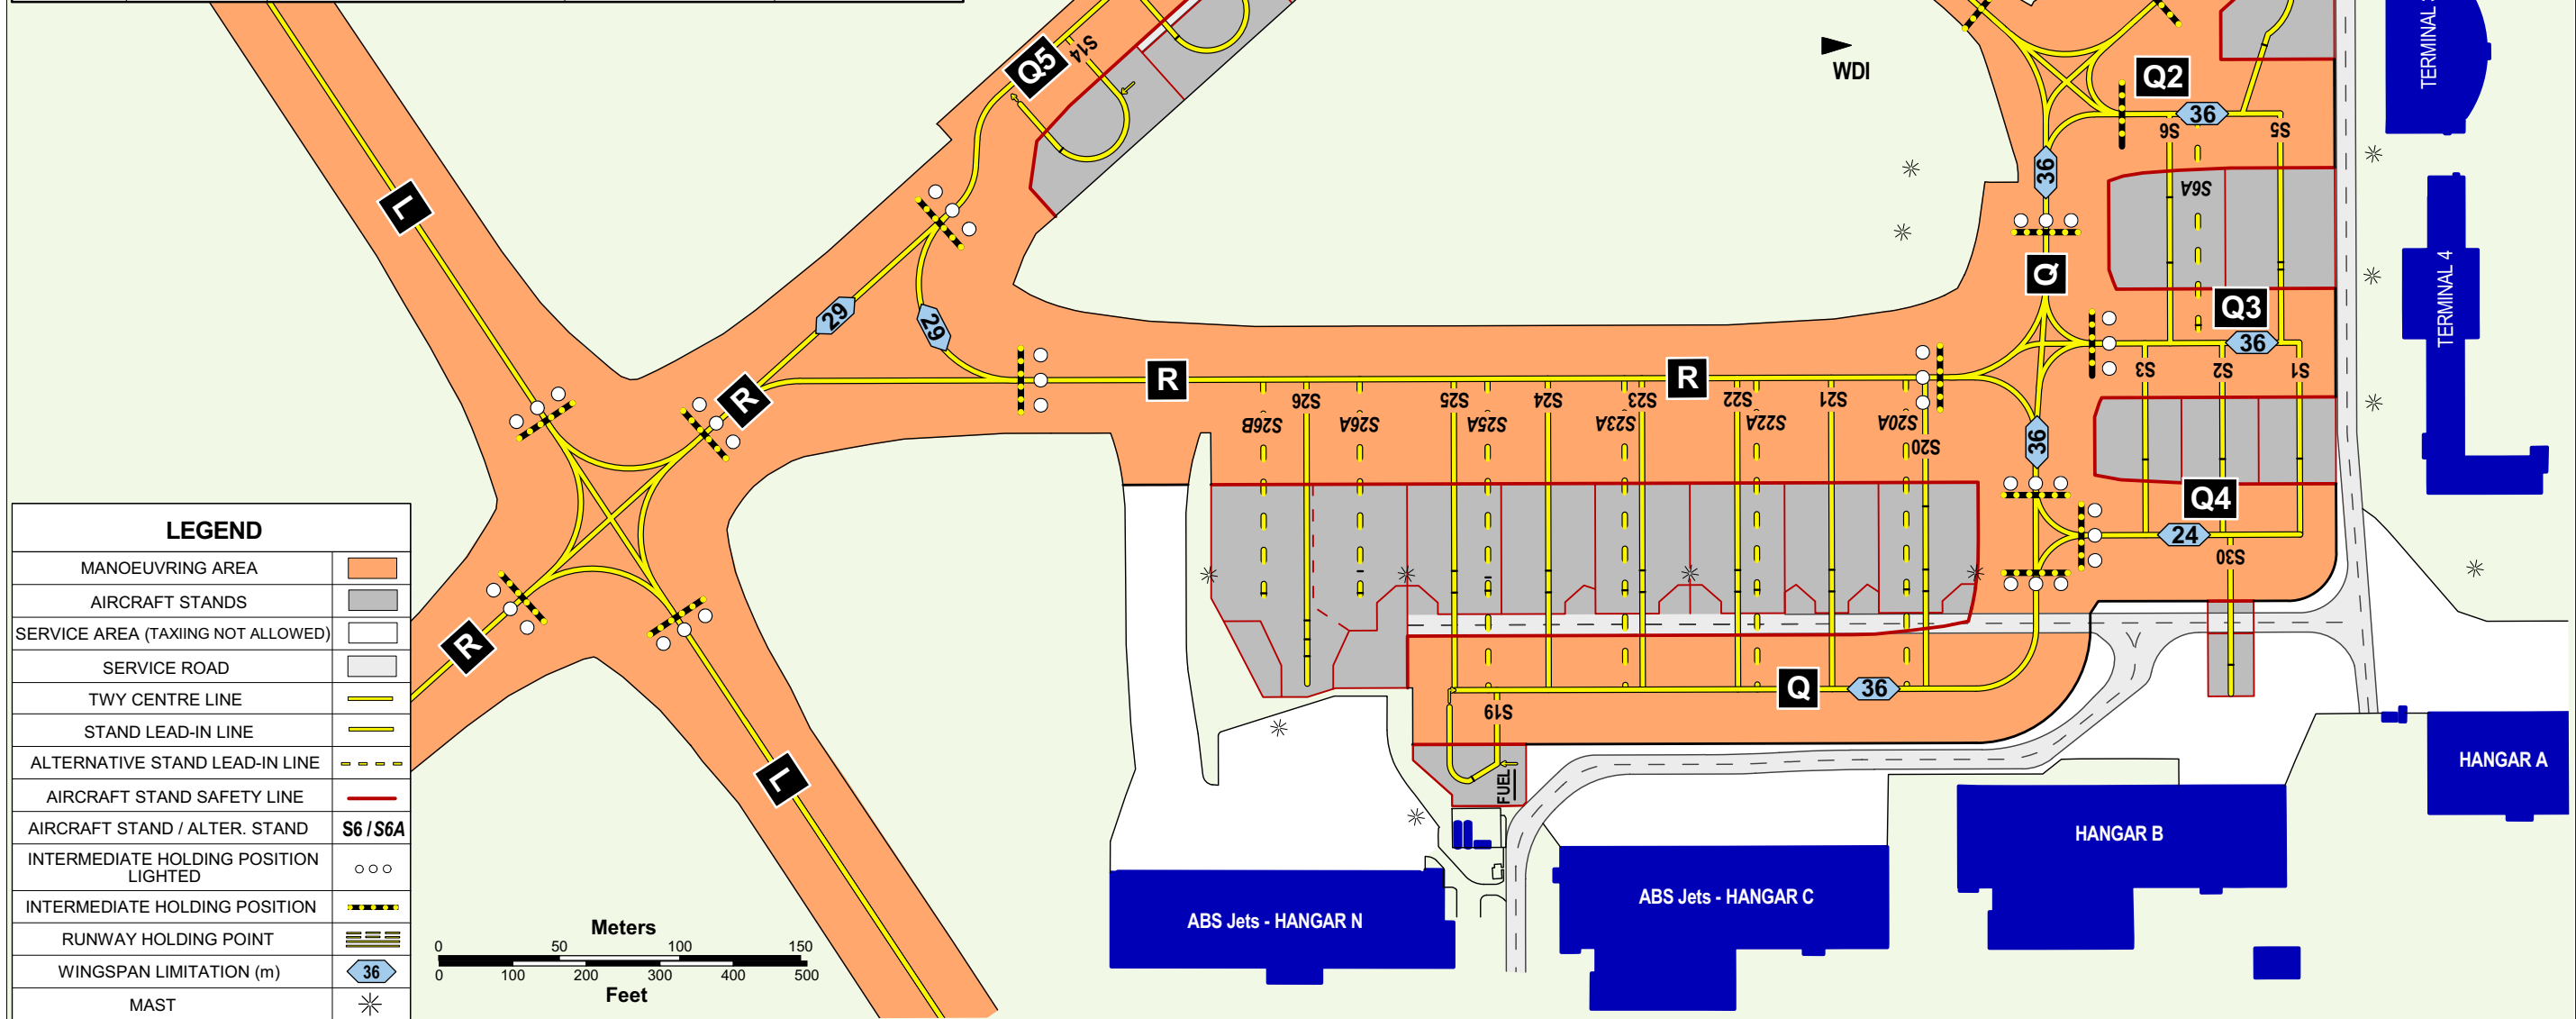 Q5
S14
WDI
TERMINAL
Q2
36
S6
S5
36
S6A
TERMINAL 4
L
Q
Q3
36
29
29
R
R
R
S3
S2
S1
S26B
S26
S26A
S25
S25A
S24
S23A
S23
S22
S22A
S21
S20A
S20
36
Q4
24
S30
R
Q
36
S19
FUEL
L
HANGAR A
HANGAR B
ABS Jets - HANGAR C
ABS Jets - HANGAR N
LEGEND
MANOEUVRING AREA
AIRCRAFT STANDS
SERVICE AREA (TAXIING NOT ALLOWED)
SERVICE ROAD
TWY CENTRE LINE
STAND LEAD-IN LINE
ALTERNATIVE STAND LEAD-IN LINE
AIRCRAFT STAND SAFETY LINE
AIRCRAFT STAND / ALTER. STAND S6 / S6A
INTERMEDIATE HOLDING POSITION
LIGHTED
INTERMEDIATE HOLDING POSITION
RUNWAY HOLDING POINT
WINGSPAN LIMITATION (m) 36
MAST
Meters
0 50 100 150
0 100 200 300 400 500
Feet